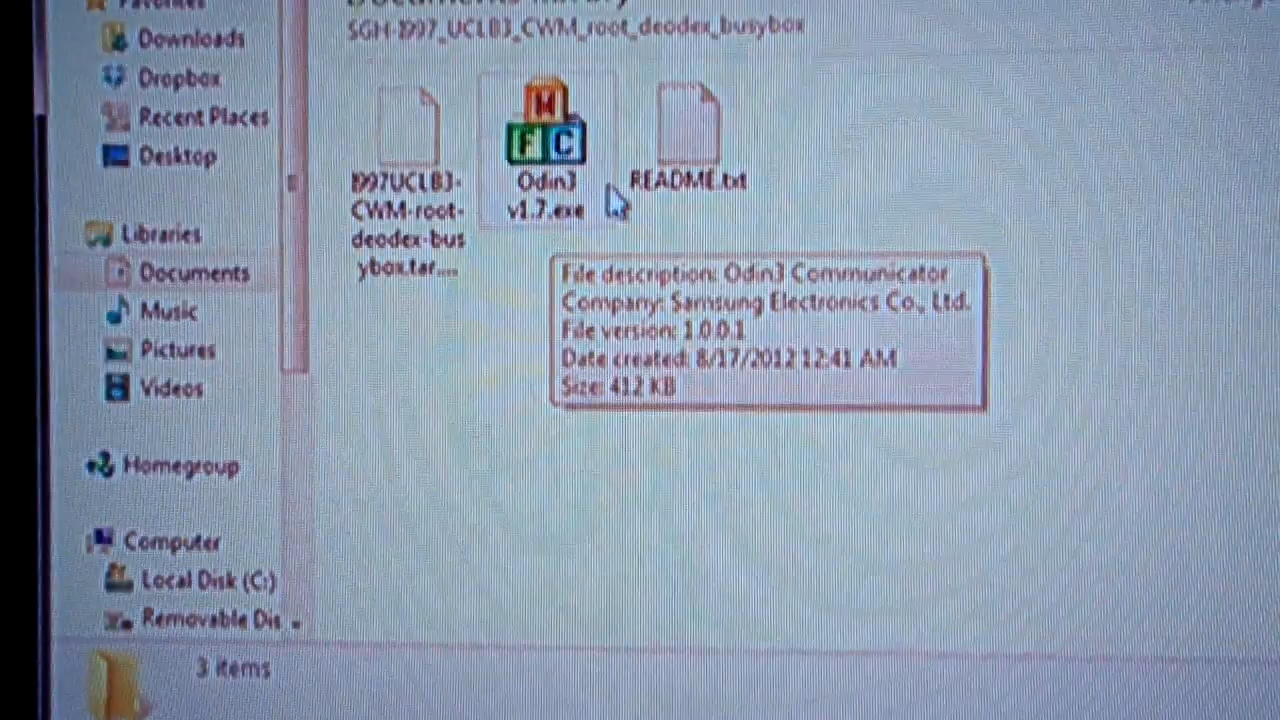 Favorites
Downloads
Dropbox
Recent Places
Desktop
Libraries
Documents
Music
Pictures
Videos
Homegroup
Computer
Local Disk (C:)
Removable Dis
3 items
SGH-I997_UCLB3_CWM_root_deodex_busybox
I997UCLB3-
CWM-root-
deodex-bus
ybox.tar....
M
F C
Odin3
v1.7.exe
README.txt
File description: Odin3 Communicator
Company: Samsung Electronics Co., Ltd.
File version: 1.0.0.1
Date created: 8/17/2012 12:41 AM
Size: 412 KB